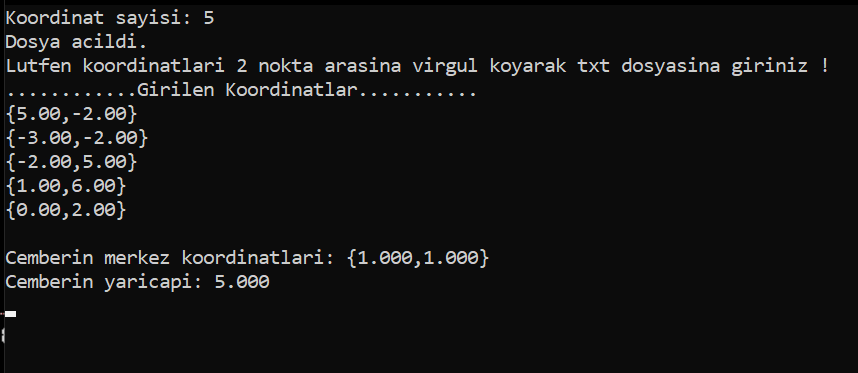 Koordinat sayisi: 5
Dosya acildi.
Lutfen koordinatlari 2 nokta arasina virgul koyarak txt dosyasina giriniz !
............Girilen Koordinatlar...........
{5.00,-2.00}
{-3.00,-2.00}
{-2.00,5.00}
{1.00,6.00}
{0.00,2.00}
Cemberin merkez koordinatlari: {1.000,1.000}
Cemberin yaricapi: 5.000